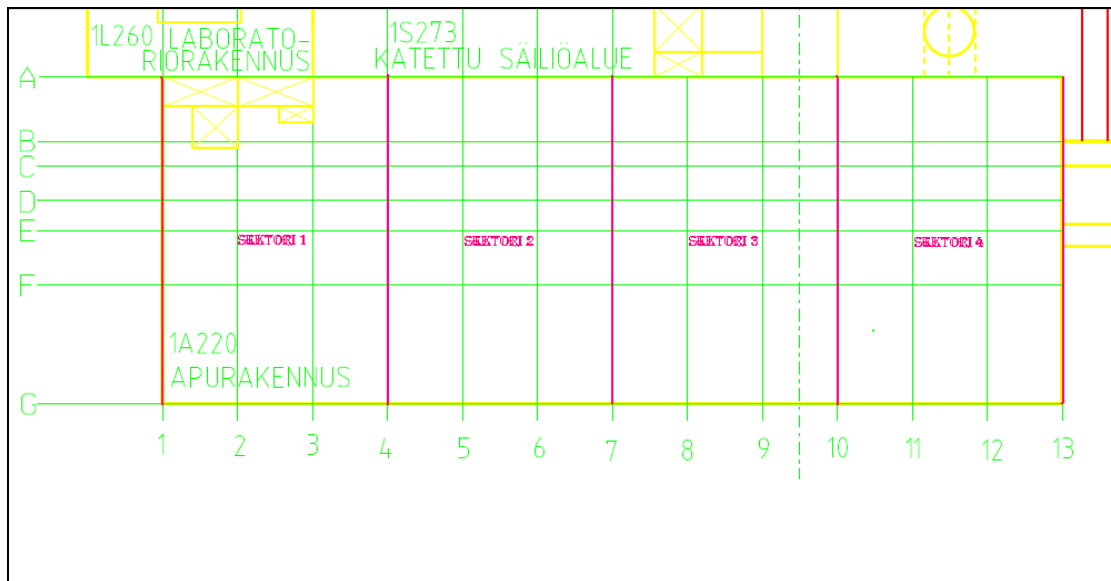 1L260 LABORATO-
RIORAKENNUS
1S273
KATETTU SÄILIÖALUE
A
B
C
D
E
F
G
SEKTORI 1
SEKTORI 2
SEKTORI 3
SEKTORI 4
1A220
APURAKENNUS
1 2 3 4 5 6 7 8 9 10 11 12 13